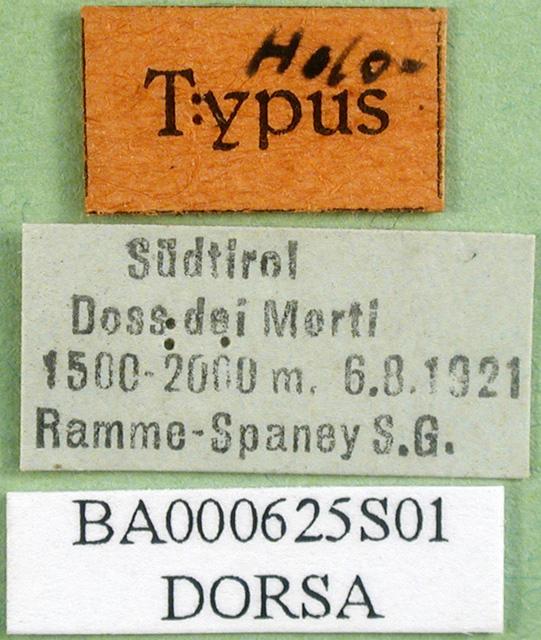 Holo-
Typus
Südtirol
Doss dei Morti
1500-2000 m. 6.8.1921
Ramme-Spaney S.G.
BA000625S01
DORSA